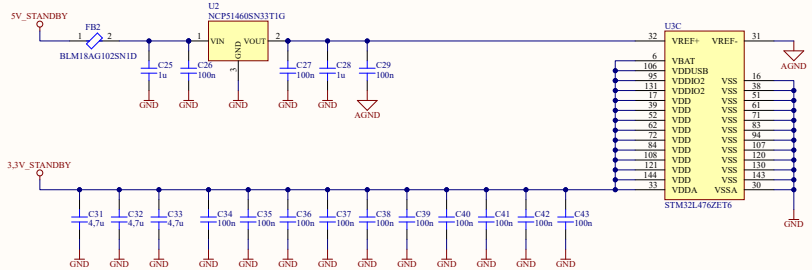 5V_STANDBY
FB2
1
2
BLM18AG102SN1D
C25
1u
GND
C26
100n
GND
U2
NCP51460SN33T1G
1
VIN
VOUT
2
GND
3
GND
C27
100n
GND
C28
1u
GND
C29
100n
AGND
U3C
32
VREF+
VREF-
31
AGND
6
VBAT
106
VDDUSB
95
VDDIO2
VSS
16
131
VDDIO2
VSS
38
17
VDD
VSS
51
39
VDD
VSS
61
52
VDD
VSS
71
62
VDD
VSS
83
72
VDD
VSS
94
84
VDD
VSS
107
108
VDD
VSS
120
121
VDD
VSS
130
144
VDD
VSS
143
33
VDDA
VSSA
30
STM32L476ZET6
GND
3,3V_STANDBY
C31
4,7u
GND
C32
4,7u
GND
C33
4,7u
GND
C34
100n
GND
C35
100n
GND
C36
100n
GND
C37
100n
GND
C38
100n
GND
C39
100n
GND
C40
100n
GND
C41
100n
GND
C42
100n
GND
C43
100n
GND